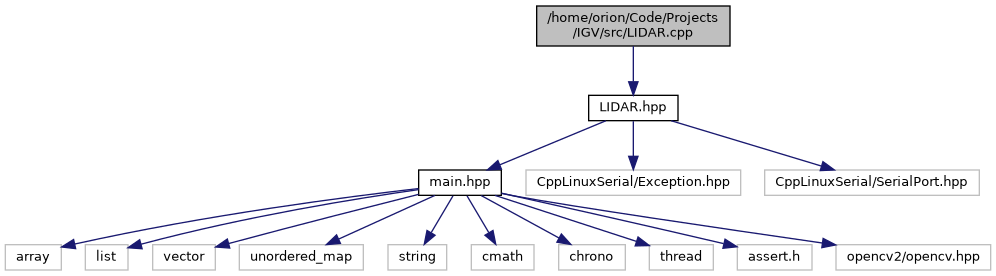 /home/orion/Code/Projects
/IGV/src/LIDAR.cpp
LIDAR.hpp
main.hpp
CppLinuxSerial/Exception.hpp
CppLinuxSerial/SerialPort.hpp
array
list
vector
unordered_map
string
cmath
chrono
thread
assert.h
opencv2/opencv.hpp